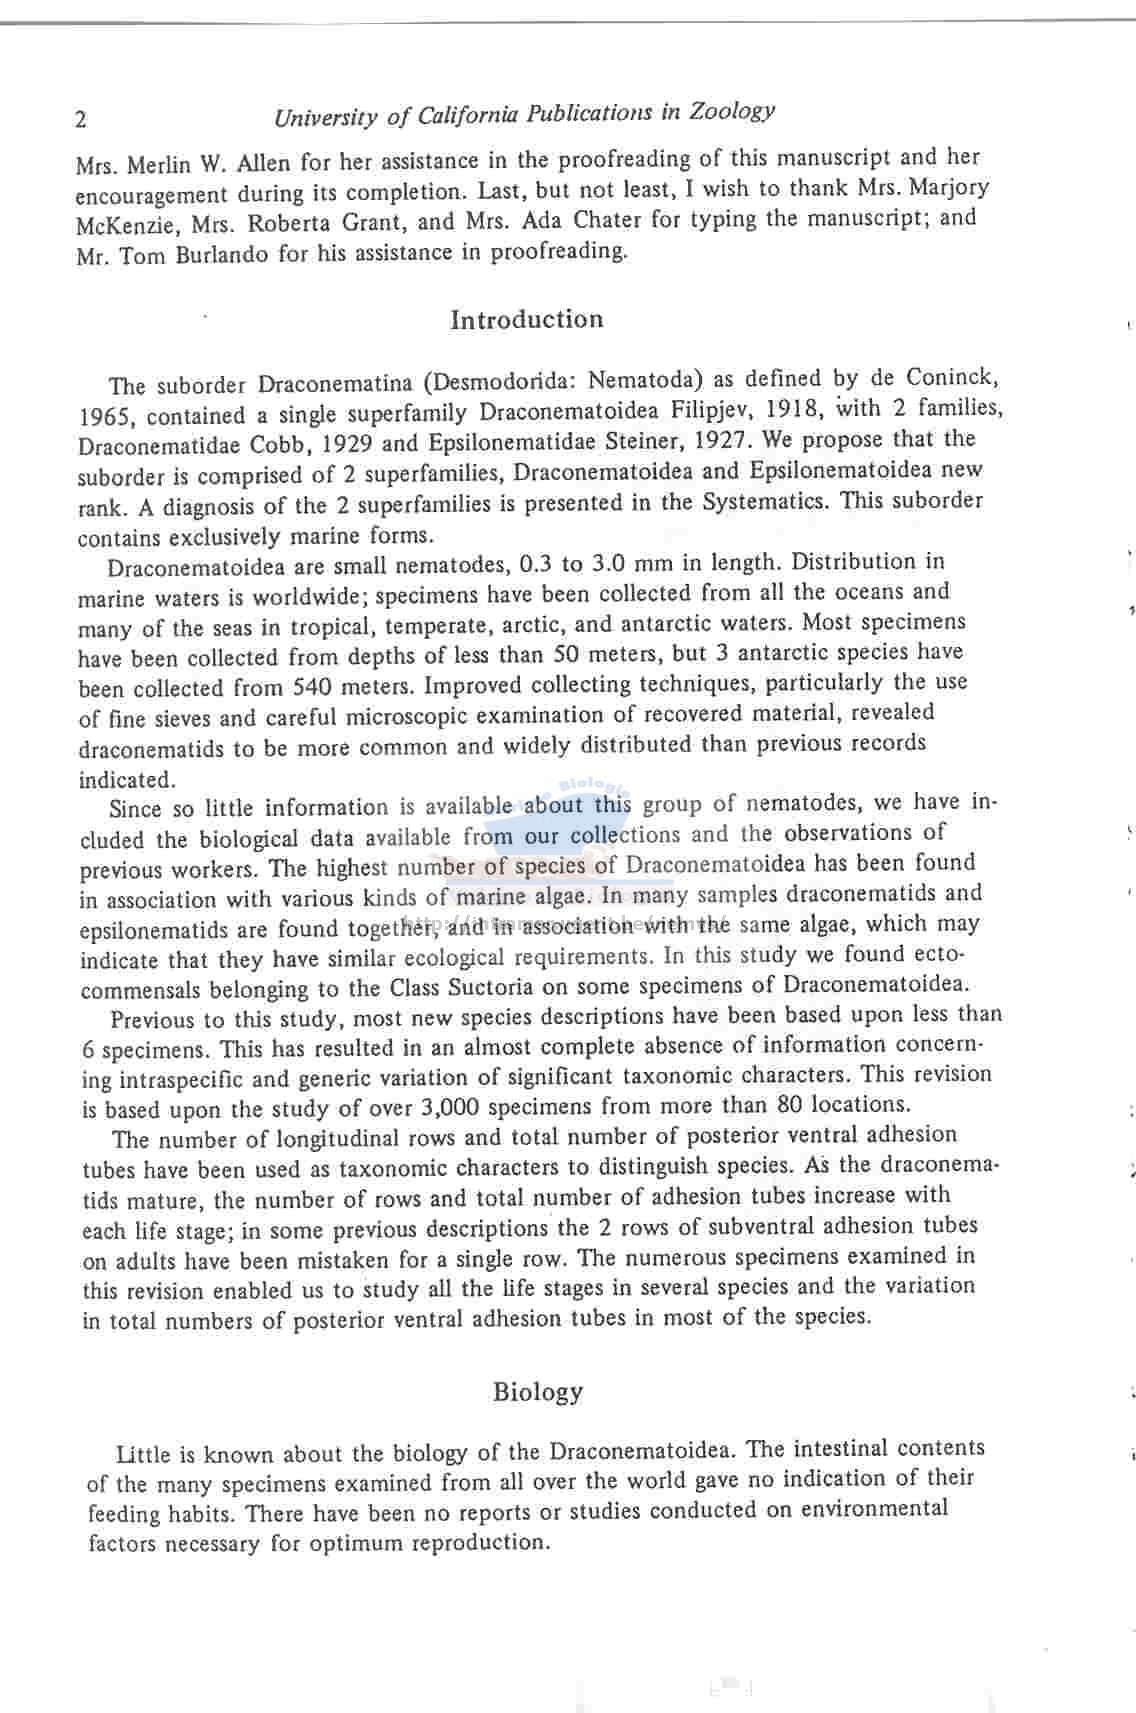 2
University of California Publications in Zoology
Mrs. Merlin W. Allen for her assistance in the proofreading of this manuscript and her
encouragement during its completion. Last, but not least, I wish to thank Mrs. Marjory
McKenzie, Mrs. Roberta Grant, and Mrs. Ada Chater for typing the manuscript; and
Mr. Tom Burlando for his assistance in proofreading.
Introduction
The suborder Draconematina (Desmodorida: Nematoda) as defined by de Coninck,
1965, contained a single superfamily Draconematoidea Filipjev, 1918, with 2 families,
Draconematidae Cobb, 1929 and Epsilonematidae Steiner, 1927. We propose that the
suborder is comprised of 2 superfamilies, Draconematoidea and Epsilonematoidea new
rank. A diagnosis of the 2 superfamilies is presented in the Systematics. This suborder
contains exclusively marine forms.
Draconematoidea are small nematodes, 0.3 to 3.0 mm in length. Distribution in
marine waters is worldwide; specimens have been collected from all the oceans and
many of the seas in tropical, temperate, arctic, and antarctic waters. Most specimens
have been collected from depths of less than 50 meters, but 3 antarctic species have
been collected from 540 meters. Improved collecting techniques, particularly the use
of fine sieves and careful microscopic examination of recovered material, revealed
draconematids to be more common and widely distributed than previous records
indicated.
Since so little information is available about this group of nematodes, we have in-
cluded the biological data available from our collections and the observations of
previous workers. The highest number of species of Draconematoidea has been found
in association with various kinds of marine algae. In many samples draconematids and
epsilonematids are found together, and in association with the same algae, which may
indicate that they have similar ecological requirements. In this study we found ecto-
commensals belonging to the Class Suctoria on some specimens of Draconematoidea.
Previous to this study, most new species descriptions have been based upon less than
6 specimens. This has resulted in an almost complete absence of information concern-
ing intraspecific and generic variation of significant taxonomic characters. This revision
is based upon the study of over 3,000 specimens from more than 80 locations.
The number of longitudinal rows and total number of posterior ventral adhesion
tubes have been used as taxonomic characters to distinguish species. As the draconema-
tids mature, the number of rows and total number of adhesion tubes increase with
each life stage; in some previous descriptions the 2 rows of subventral adhesion tubes
on adults have been mistaken for a single row. The numerous specimens examined in
this revision enabled us to study all the life stages in several species and the variation
in total numbers of posterior ventral adhesion tubes in most of the species.
Biology
Little is known about the biology of the Draconematoidea. The intestinal contents
of the many specimens examined from all over the world gave no indication of their
feeding habits. There have been no reports or studies conducted on environmental
factors necessary for optimum reproduction.